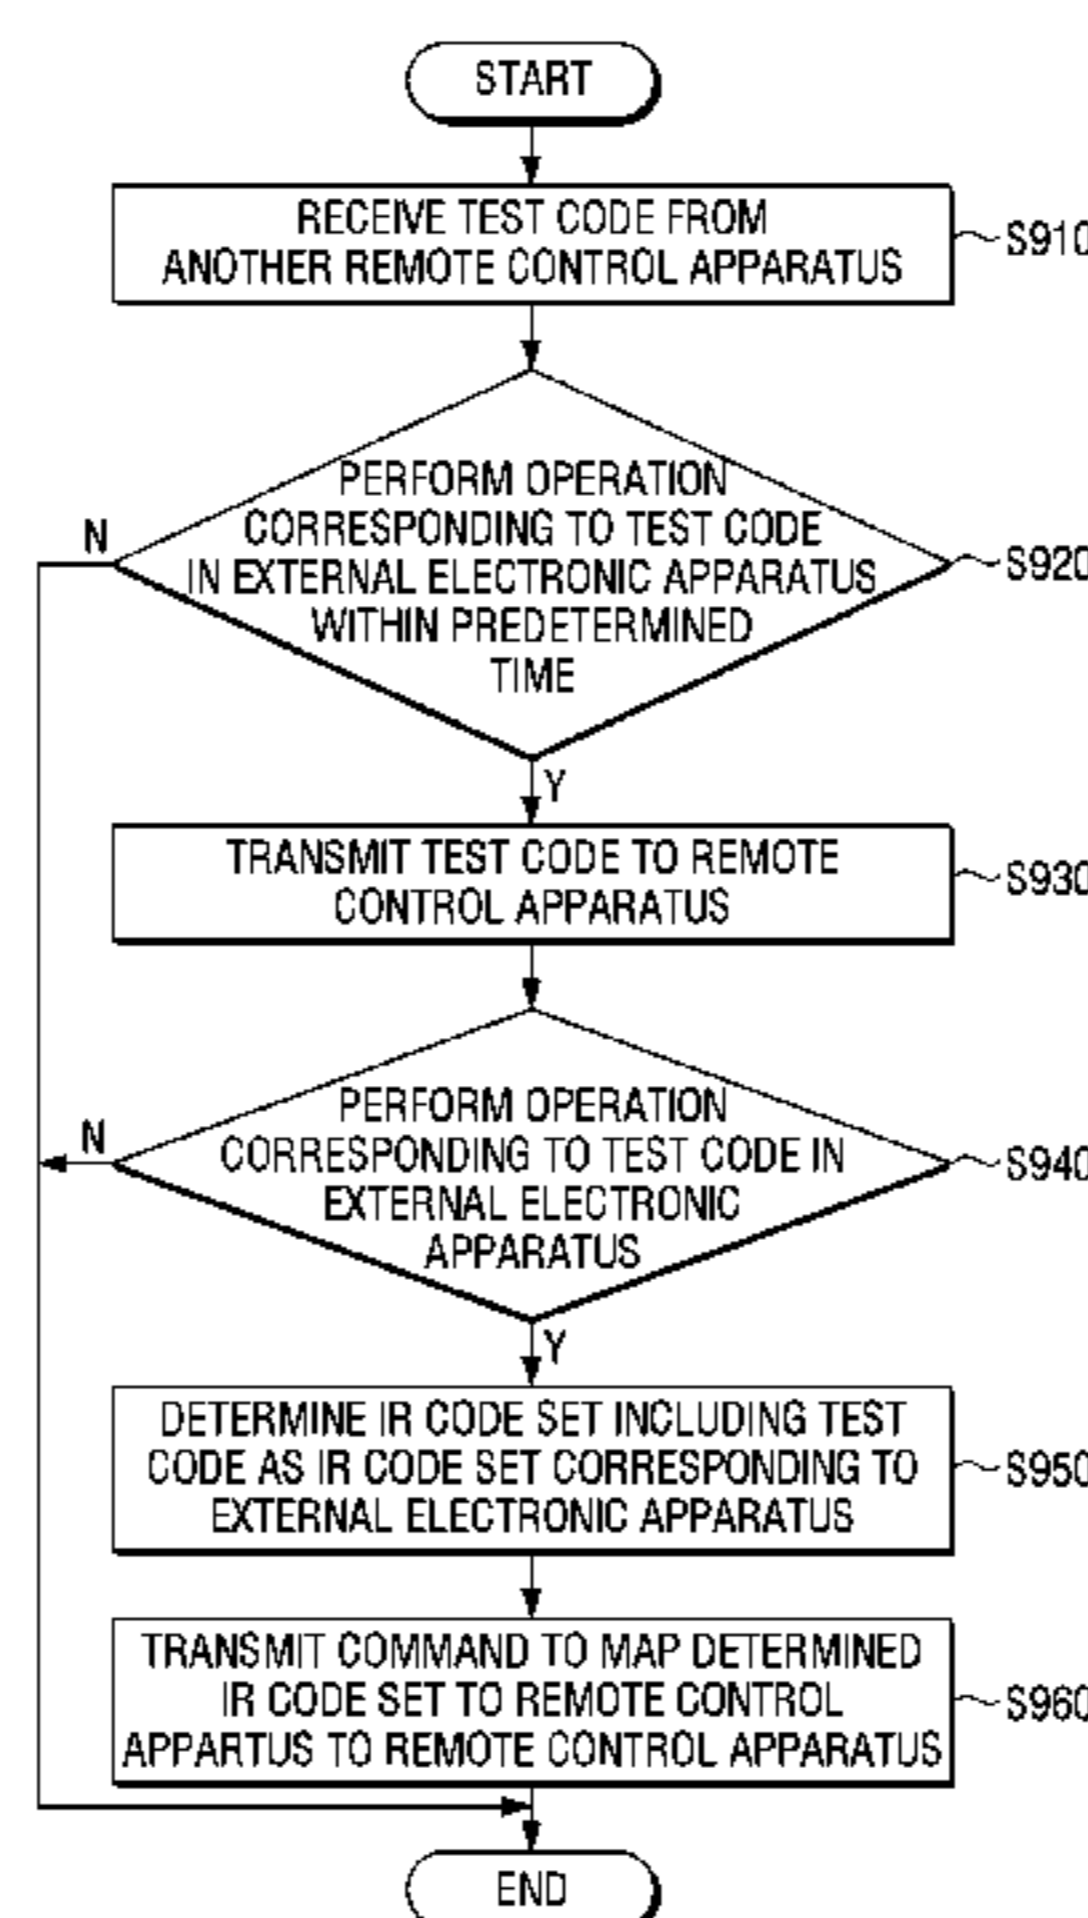 START
RECEIVE TEST CODE FROM
ANOTHER REMOTE CONTROL APPARATUS
S910
PERFORM OPERATION
CORRESPONDING TO TEST CODE
IN EXTERNAL ELECTRONIC APPARATUS
WITHIN PREDETERMINED
TIME
N
S920
Y
TRANSMIT TEST CODE TO REMOTE
CONTROL APPARATUS
S930
PERFORM OPERATION
CORRESPONDING TO TEST CODE IN
EXTERNAL ELECTRONIC
APPARATUS
N
S940
Y
DETERMINE IR CODE SET INCLUDING TEST
CODE AS IR CODE SET CORRESPONDING TO
EXTERNAL ELECTRONIC APPARATUS
S950
TRANSMIT COMMAND TO MAP DETERMINED
IR CODE SET TO REMOTE CONTROL
APPARTUS TO REMOTE CONTROL APPARATUS
S960
END